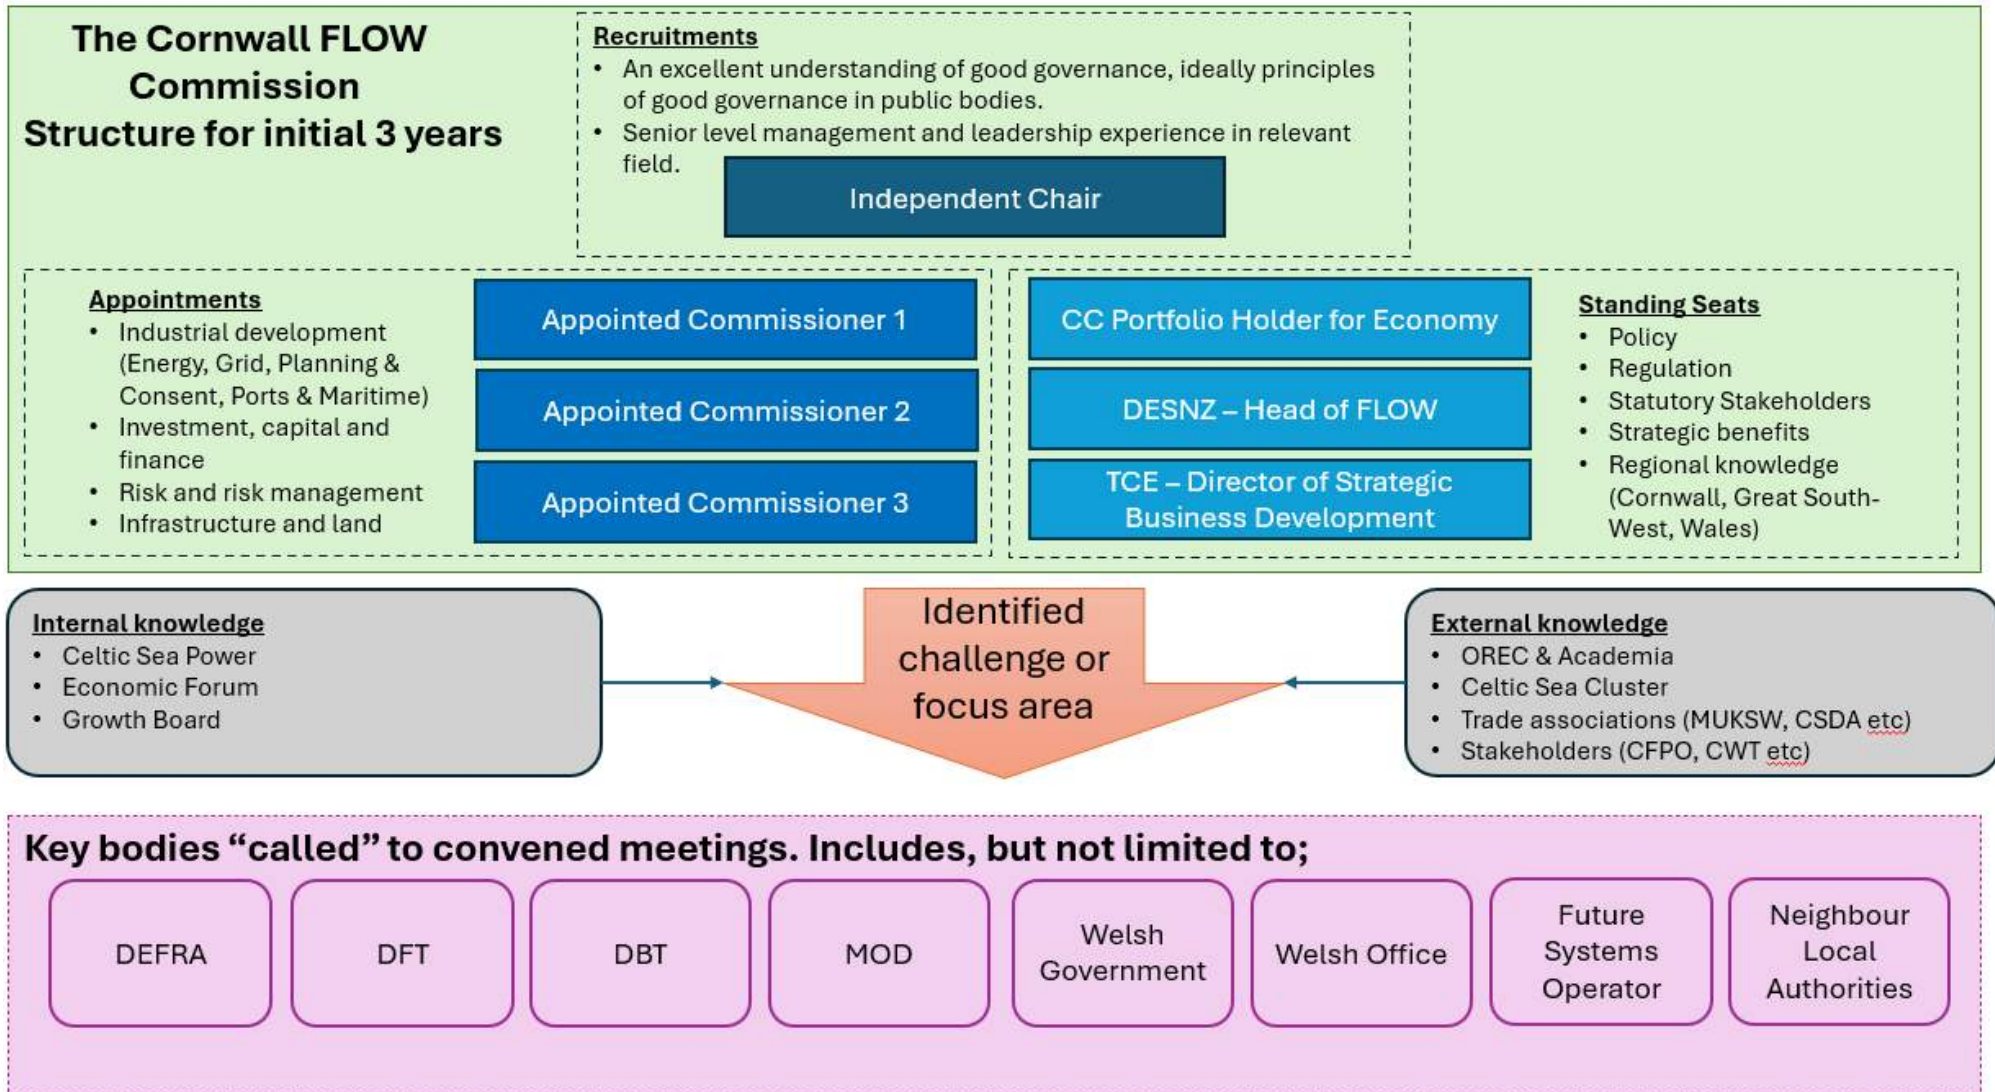 The Cornwall FLOW
Commission
Structure for initial 3 years
Recruitments
• An excellent understanding of good governance, ideally principles
of good governance in public bodies.
• Senior level management and leadership experience in relevant
field.
Independent Chair
Appointments
• Industrial development
(Energy, Grid, Planning &
Consent, Ports & Maritime)
• Investment, capital and
finance
• Risk and risk management
• Infrastructure and land
Appointed Commissioner 1
Appointed Commissioner 2
Appointed Commissioner 3
CC Portfolio Holder for Economy
DESNZ – Head of FLOW
TCE – Director of Strategic
Business Development
Standing Seats
• Policy
• Regulation
• Statutory Stakeholders
• Strategic benefits
• Regional knowledge
(Cornwall, Great South-
West, Wales)
Internal knowledge
• Celtic Sea Power
• Economic Forum
• Growth Board
Identified
challenge or
focus area
External knowledge
• OREC & Academia
• Celtic Sea Cluster
• Trade associations (MUKSW, CSDA etc)
• Stakeholders (CFPO, CWT etc)
Key bodies “called” to convened meetings. Includes, but not limited to;
DEFRA
DFT
DBT
MOD
Welsh
Government
Welsh Office
Future
Systems
Operator
Neighbour
Local
Authorities